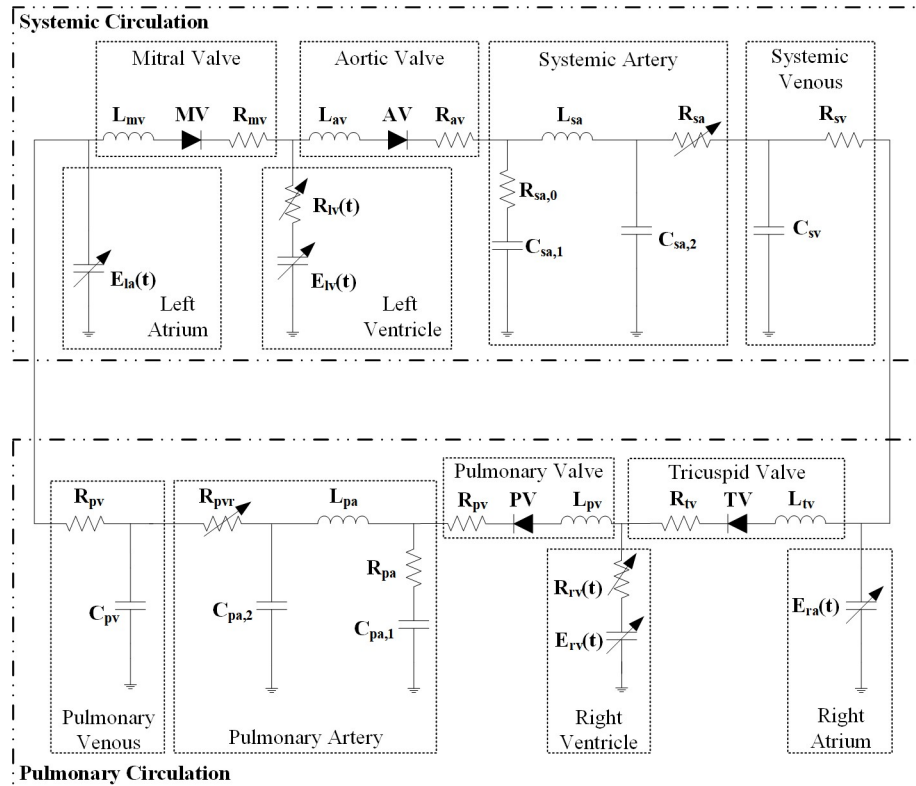 Systemic Circulation
Mitral Valve
Aortic Valve
Systemic Artery
Systemic
Venous
Lmv
MV
Rmv
Lav
AV
Rav
Lsa
Rsa
Rsv
Rlv(t)
Elv(t)
Ela(t)
Rsa,0
Csa,1
Csa,2
Csv
Left
Atrium
Left
Ventricle
Pulmonary Valve
Tricuspid Valve
Rpv
Rpvr
Lpa
Rpv
PV
Lpv
Rtv
TV
Ltv
Cpv
Cpa,2
Rpa
Cpa,1
Rrv(t)
Erv(t)
Era(t)
Pulmonary
Venous
Pulmonary Artery
Right
Ventricle
Right
Atrium
Pulmonary Circulation